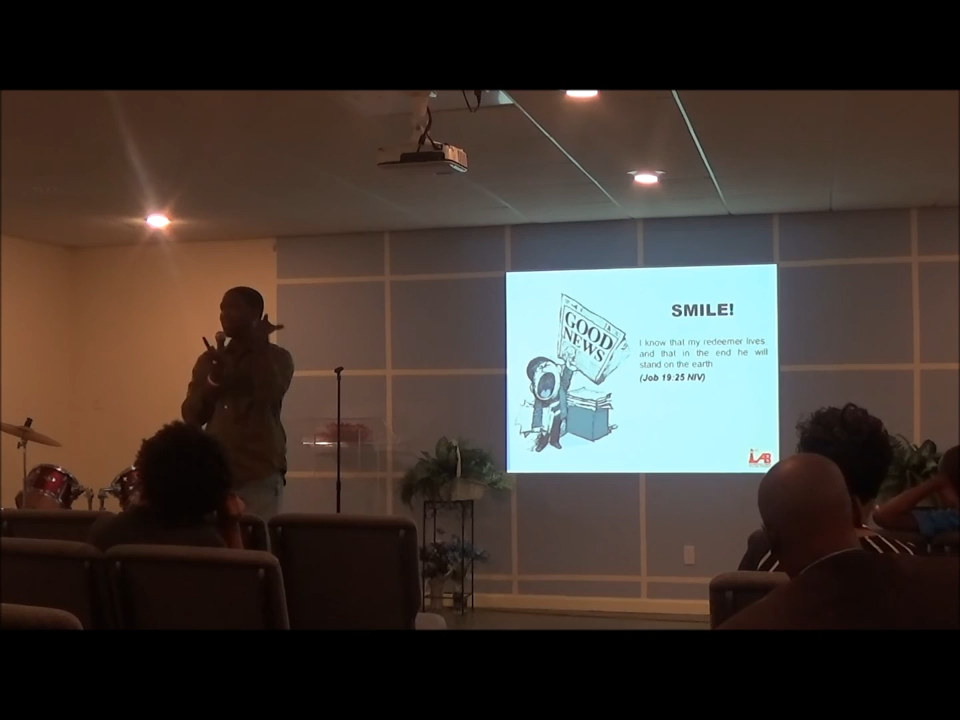 GOOD
NEWS
SMILE!
I know that my redeemer lives
and that in the end he will
stand on the earth
(Job 19:25 NIV)